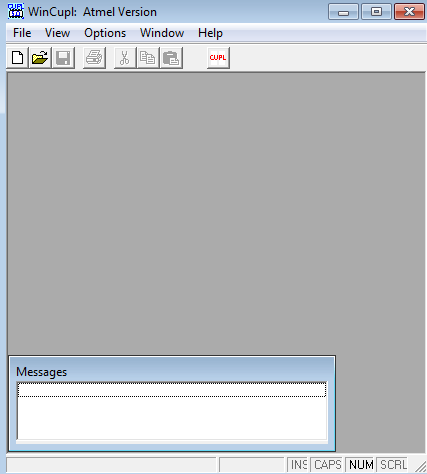 WinCupl: Atmel Version
File View Options Window Help
CUPL
Messages
INS CAPS NUM SCRL